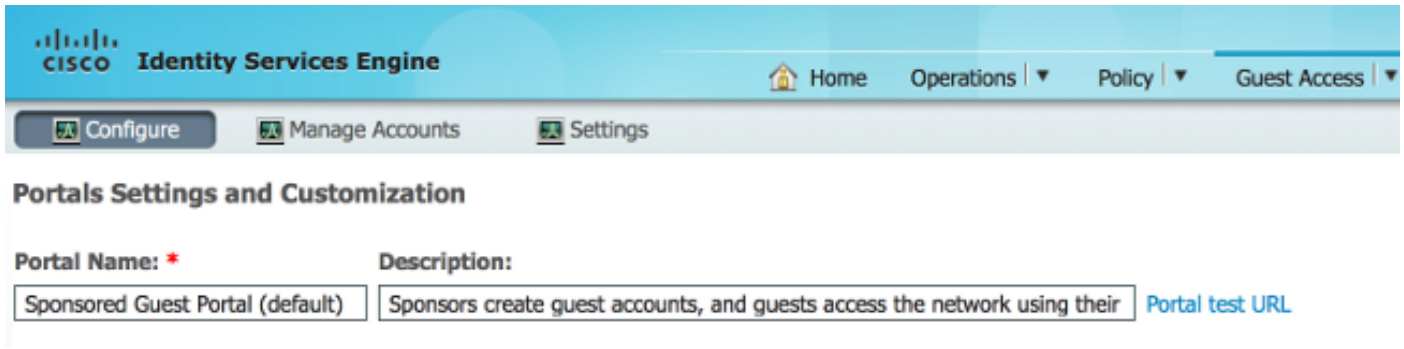 CISCO Identity Services Engine
Home Operations Policy Guest Access
Configure Manage Accounts Settings
Portals Settings and Customization
Portal Name: * Description:
Sponsored Guest Portal (default) Sponsors create guest accounts, and guests access the network using their Portal test URL